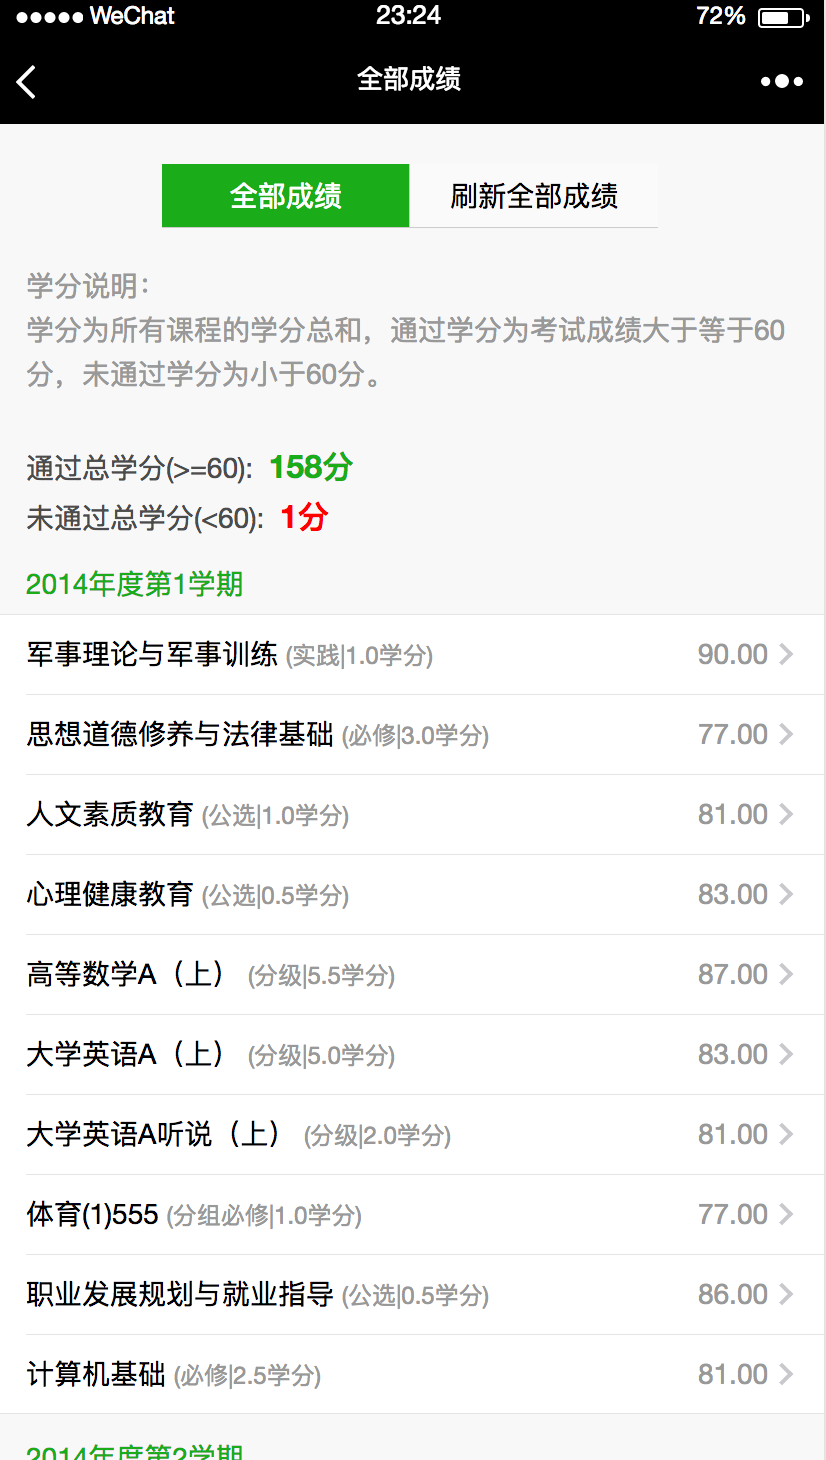 WeChat 23:24 72%
全部成绩
全部成绩 刷新全部成绩
学分说明：
学分为所有课程的学分总和，通过学分为考试成绩大于等于60
分，未通过学分为小于60分。
通过总学分(>=60): 158分
未通过总学分(<60): 1分
2014年度第1学期
军事理论与军事训练 (实践|1.0学分) 90.00
思想道德修养与法律基础 (必修|3.0学分) 77.00
人文素质教育 (公选|1.0学分) 81.00
心理健康教育 (公选|0.5学分) 83.00
高等数学A（上） (分级|5.5学分) 87.00
大学英语A（上） (分级|5.0学分) 83.00
大学英语A听说（上） (分级|2.0学分) 81.00
体育(1)555 (分组必修|1.0学分) 77.00
职业发展规划与就业指导 (公选|0.5学分) 86.00
计算机基础 (必修|2.5学分) 81.00
2014年度第2学期